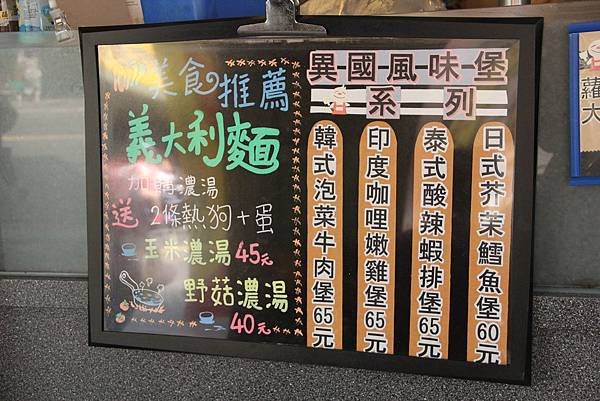 美食推薦
義大利麵
加購濃湯
送 2條熱狗+蛋
玉米濃湯 45元
野菇濃湯
40元
異國風味堡
系列
日式芥茉鱈魚堡60元
泰式酸辣蝦排堡65元
印度咖哩嫩雞堡65元
韓式泡菜牛肉堡65元
蘿
大